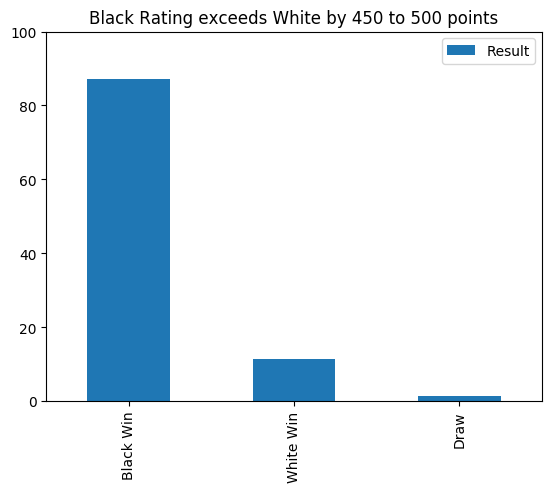 Black Rating exceeds White by 450 to 500 points
Result
100
80
60
40
20
0
Black Win
White Win
Draw